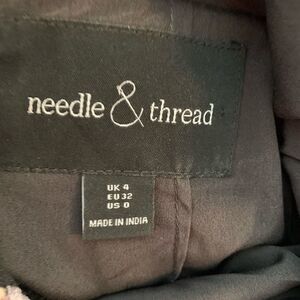 needle & thread
UK 4
EU 32
US 0
MADE IN INDIA